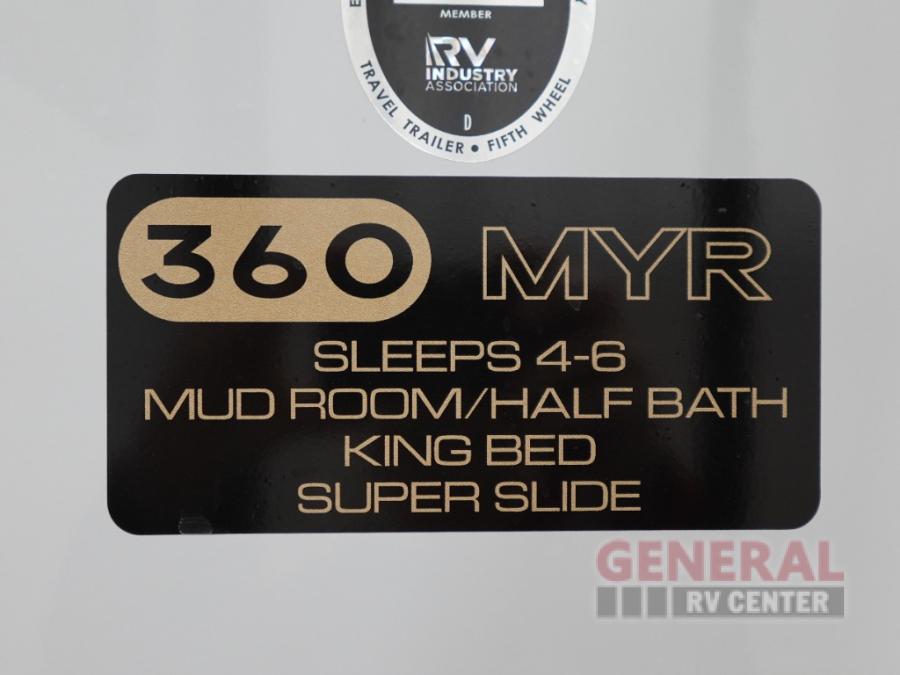 MEMBER
RV
INDUSTRY
ASSOCIATION
D
TRAVEL TRAILER • FIFTH WHEEL
360 MYR
SLEEPS 4-6
MUD ROOM/HALF BATH
KING BED
SUPER SLIDE
GENERAL
RV CENTER